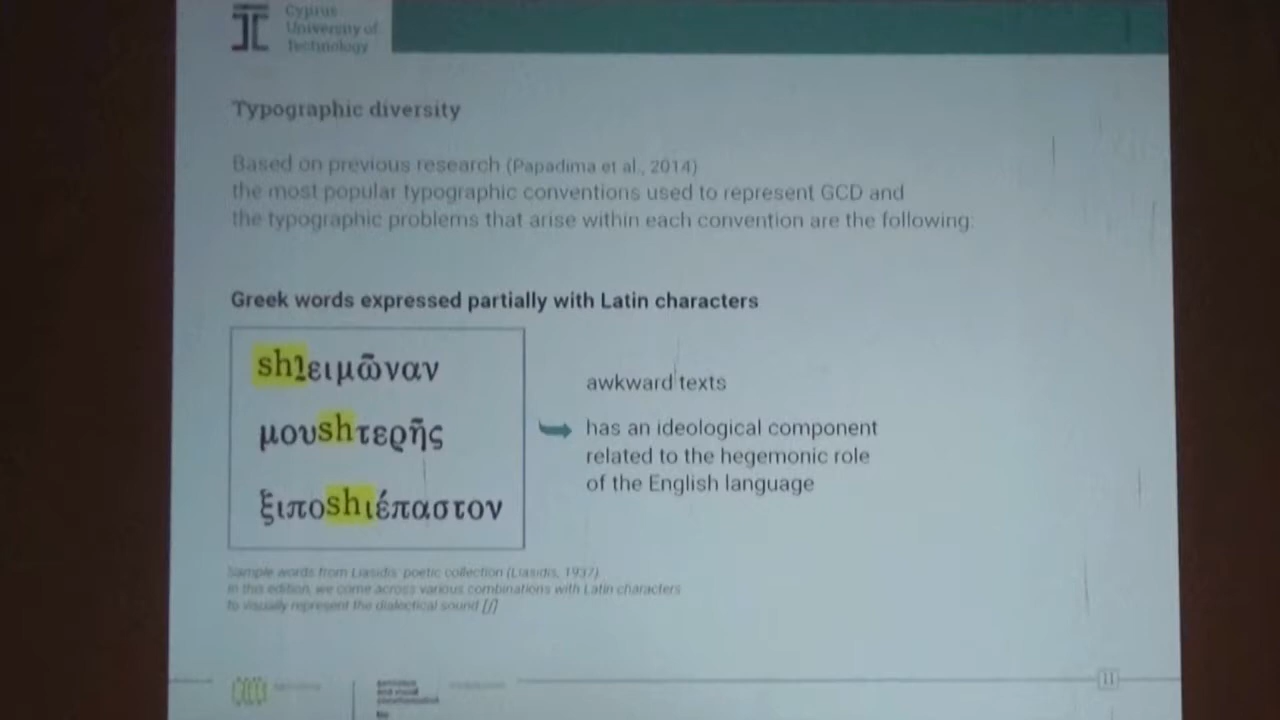 Cyprus
University of
Technology
Typographic diversity
Based on previous research (Papadima et al., 2014)
the most popular typographic conventions used to represent GCD and
the typographic problems that arise within each convention are the following:
Greek words expressed partially with Latin characters
shιειμῶναν
μουshτερῆς
ξιποshιέπαστον
awkward texts
has an ideological component
related to the hegemonic role
of the English language
Sample words from Liasidis' poetic collection (Liasidis, 1937)
In this edition, we come across various combinations with Latin characters
to visually represent the dialectical sound [ʃ]
11